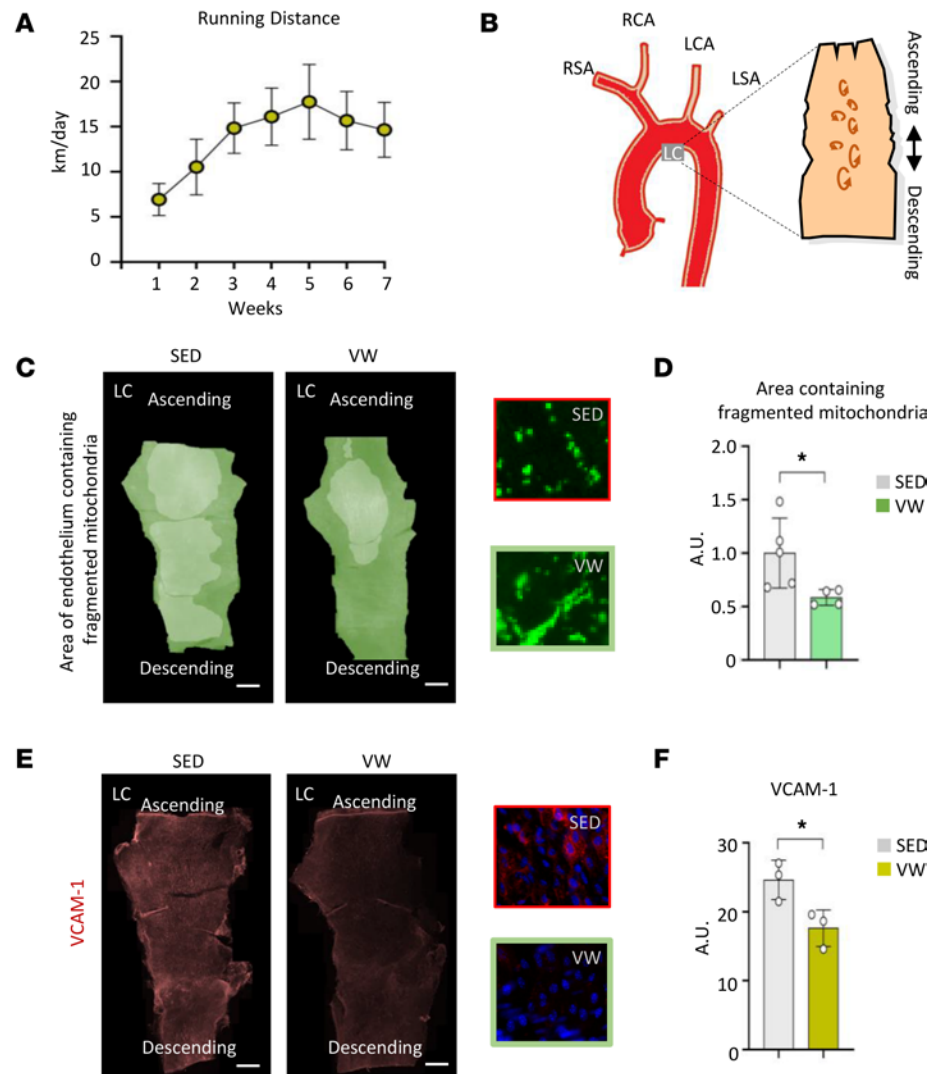 A
Running Distance
25
20
15
10
5
0
km/day
1 2 3 4 5 6 7
Weeks
B
RCA
LCA
RSA
LSA
LC
Ascending
Descending
C
SED
VW
Area of endothelium containing
fragmented mitochondria
LC
Ascending
Descending
LC
Ascending
Descending
SED
VW
D
Area containing
fragmented mitochondria
2.0
1.5
1.0
0.5
0
A.U.
*
SED
VW
E
SED
VW
VCAM-1
LC
Ascending
Descending
LC
Ascending
Descending
SED
VW
F
VCAM-1
30
20
10
0
A.U.
*
SED
VW